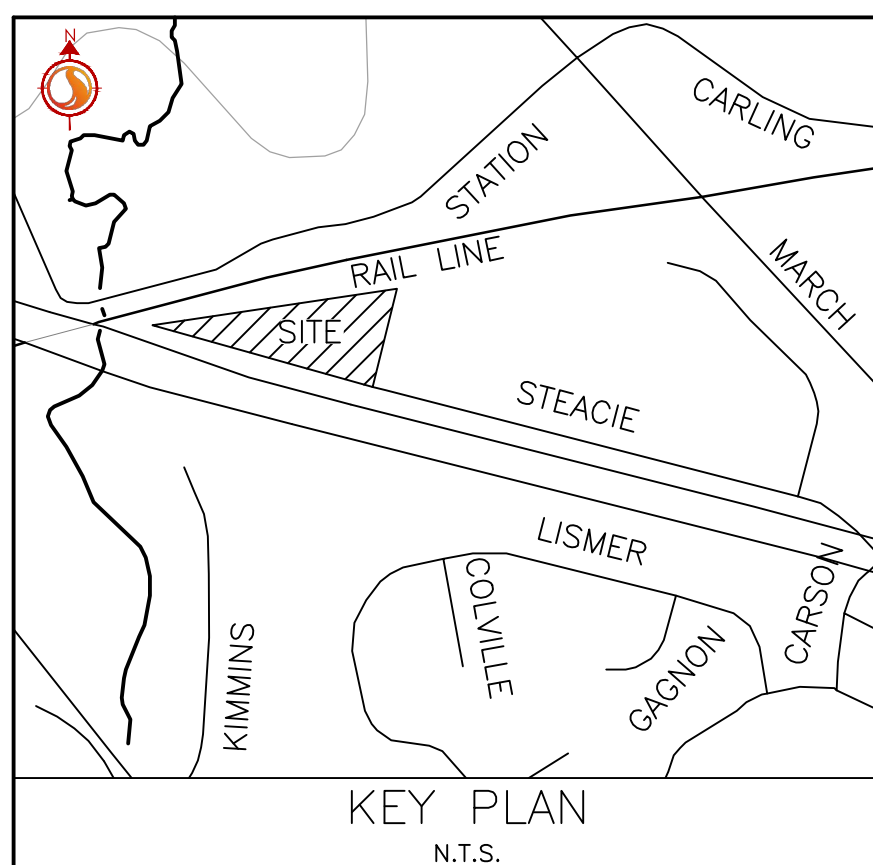 N
CARLING
STATION
MARCH
RAIL LINE
SITE
STEACIE
LISMER
COLVILLE
CARSON
GAGNON
KIMMINS
KEY PLAN
N.T.S.